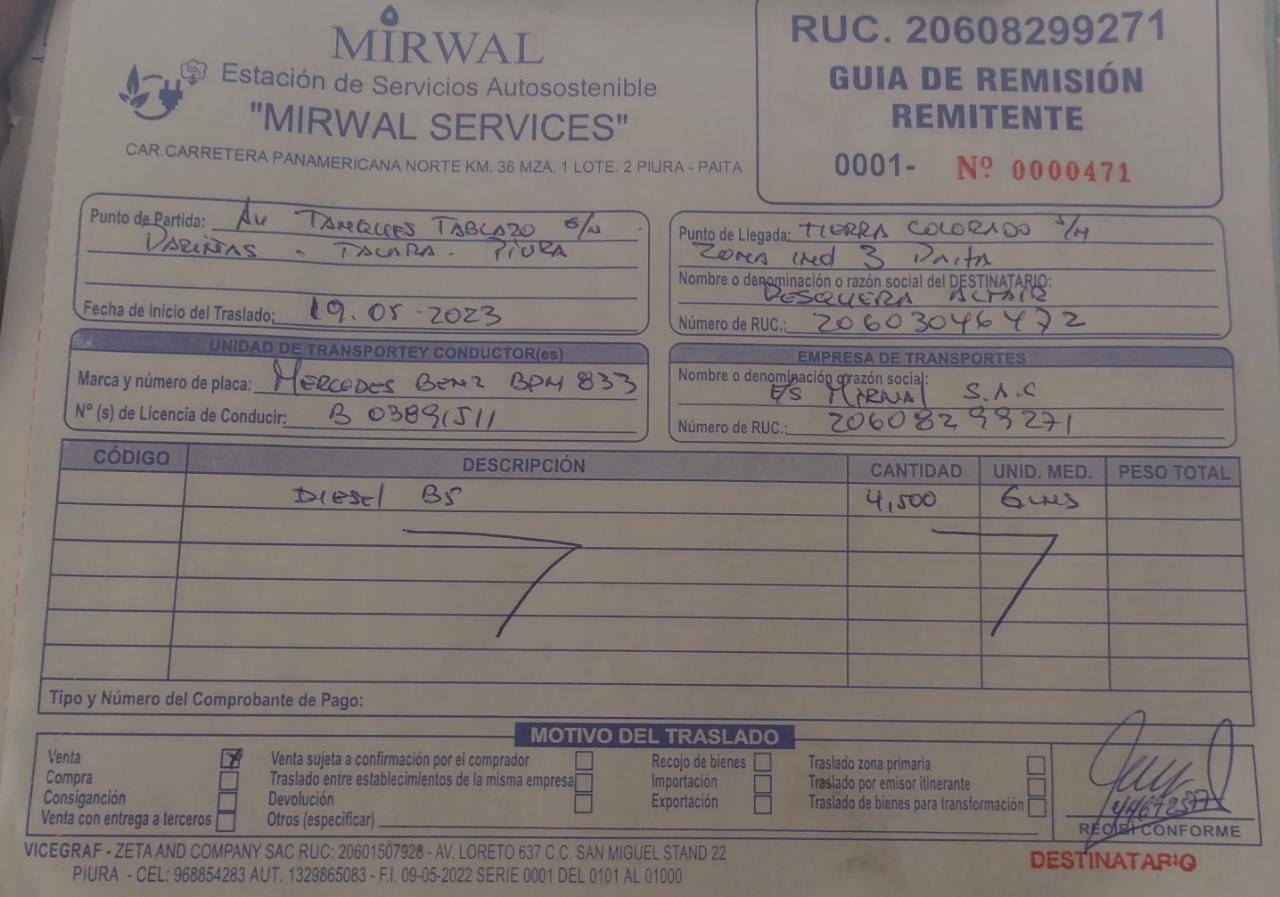 MIRWAL
Estación de Servicios Autosostenible
"MIRWAL SERVICES"
CAR.CARRETERA PANAMERICANA NORTE KM. 36 MZA. 1 LOTE. 2 PIURA - PAITA
RUC. 20608299271
GUIA DE REMISIÓN
REMITENTE
0001- Nº 0000471
Punto de Partida: Av TANQUES TABLAZO S/N
PARIÑAS - TALARA - PIURA
Fecha de inicio del Traslado: 19.05-2023
Punto de Llegada: TIERRA COLORADO S/N
ZONA IND 3 PAITA
Nombre o denominación o razón social del DESTINATARIO:
PESQUERA ALTAIR
Número de RUC.: 20603046472
UNIDAD DE TRANSPORTEY CONDUCTOR(es)
Marca y número de placa: MERCEDES BENZ BPM 833
Nº (s) de Licencia de Conducir: B 03891511
EMPRESA DE TRANSPORTES
Nombre o denominación o razón social:
E/S MIRWAL S.A.C
Número de RUC.: 20608299271
CÓDIGO DESCRIPCIÓN CANTIDAD UNID. MED. PESO TOTAL
DIESEL B5 4,500 GLNS
Tipo y Número del Comprobante de Pago:
MOTIVO DEL TRASLADO
Venta X
Compra
Consiganción
Venta con entrega a terceros
Venta sujeta a confirmación por el comprador
Traslado entre establecimientos de la misma empresa
Devolución
Otros (especificar)
Recojo de bienes
Importación
Exportación
Traslado zona primaria
Traslado por emisor itinerante
Traslado de bienes para transformación
RECIBI CONFORME
VICEGRAF - ZETA AND COMPANY SAC RUC: 20601507928 - AV. LORETO 637 C.C. SAN MIGUEL STAND 22
PIURA - CEL: 968854283 AUT. 1329865083 - F.I. 09-05-2022 SERIE 0001 DEL 0101 AL 01000
DESTINATARIO